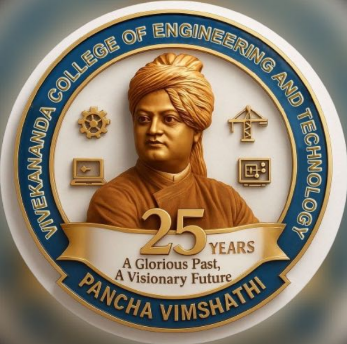 VIVEKANANDA COLLEGE OF ENGINEERING AND TECHNOLOGY
25 YEARS
A Glorious Past,
A Visionary Future
PANCHA VIMSHATHI